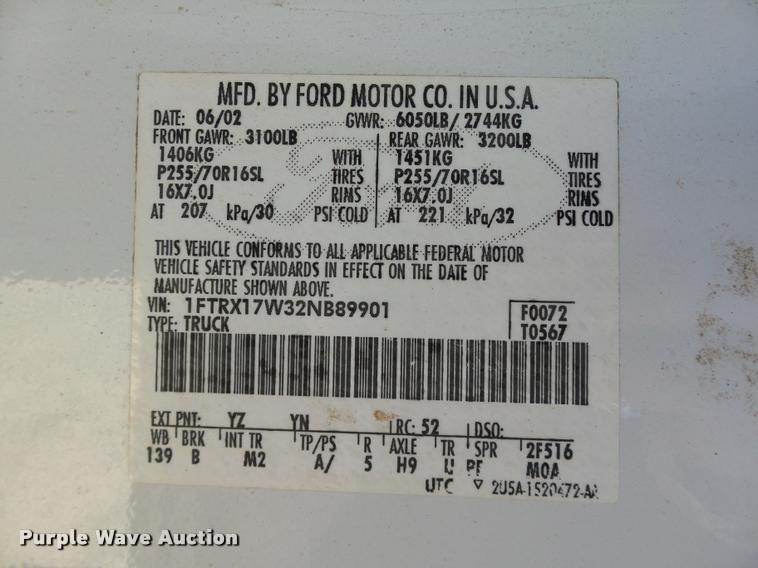 MFD. BY FORD MOTOR CO. IN U.S.A.
DATE: 06/02 GVWR: 6050LB/ 2744KG
FRONT GAWR: 3100LB REAR GAWR: 3200LB
1406KG WITH 1451KG WITH
P255/70R16SL TIRES P255/70R16SL TIRES
16X7.0J RIMS 16X7.0J RIMS
AT 207 kPa/30 PSI COLD AT 221 kPa/32 PSI COLD
THIS VEHICLE CONFORMS TO ALL APPLICABLE FEDERAL MOTOR
VEHICLE SAFETY STANDARDS IN EFFECT ON THE DATE OF
MANUFACTURE SHOWN ABOVE.
VIN: 1FTRX17W32NB89901 F0072
TYPE: TRUCK T0567
EXT PNT: YZ YN RC: 52 DSO:
WB BRK INT TR TP/PS R AXLE TR SPR 2F516
139 B M2 A/ 5 H9 U MOA
UTC ▽ 2U5A-1520472-AA
Purple Wave Auction